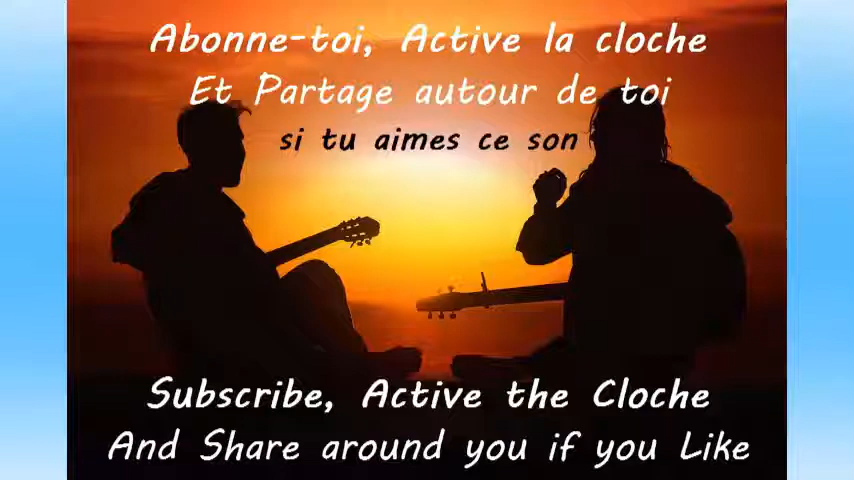 Abonne-toi, Active la cloche
Et Partage autour de toi
si tu aimes ce son
Subscribe, Active the Cloche
And Share around you if you Like